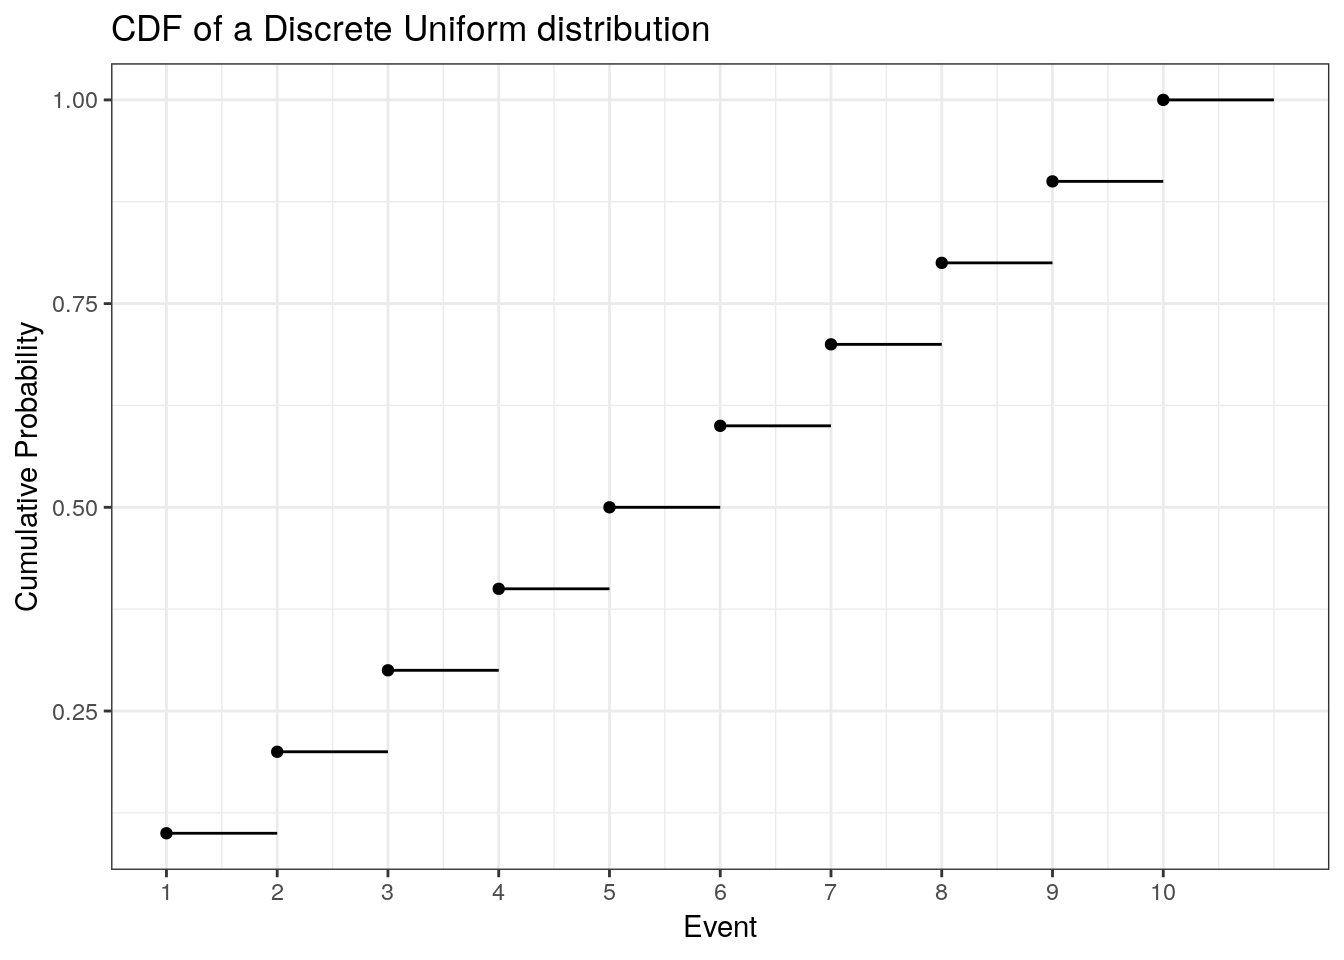 CDF of a Discrete Uniform distribution
1.00
0.75
0.50
0.25
Cumulative Probability
1 2 3 4 5 6 7 8 9 10
Event